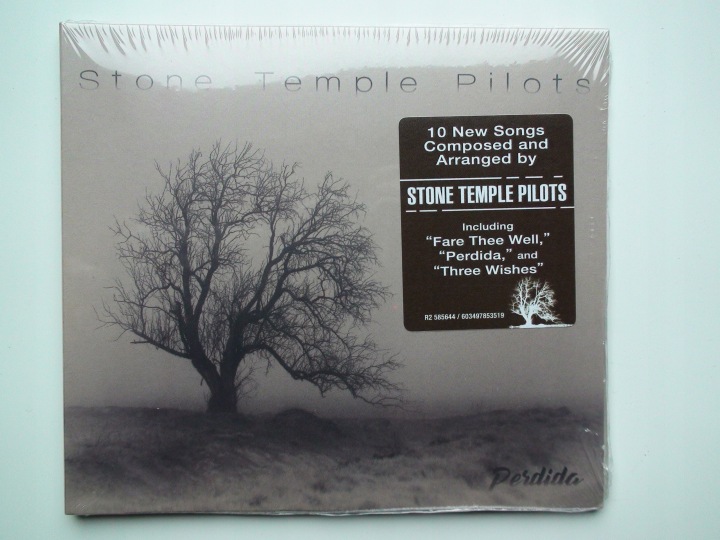 Stone Temple Pilots
10 New Songs
Composed and
Arranged by
STONE TEMPLE PILOTS
Including
“Fare Thee Well,”
“Perdida,” and
“Three Wishes”
R2 585644 / 603497853519
Perdida